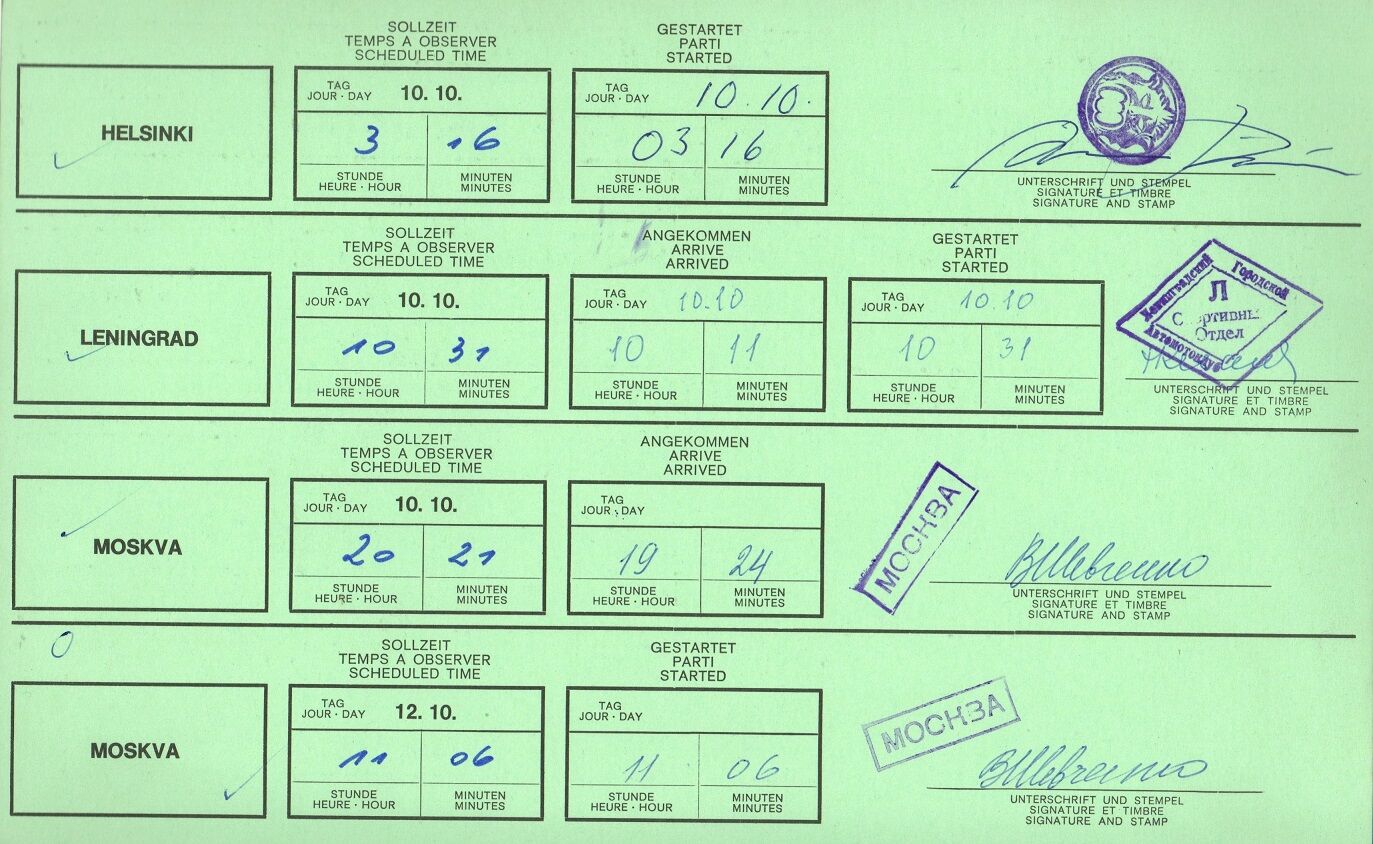 SOLLZEIT
TEMPS A OBSERVER
SCHEDULED TIME
GESTARTET
PARTI
STARTED
HELSINKI
TAG
JOUR · DAY 10. 10.
3 16
STUNDE MINUTEN
HEURE · HOUR MINUTES
TAG
JOUR · DAY 10.10.
03 16
STUNDE MINUTEN
HEURE · HOUR MINUTES
UNTERSCHRIFT UND STEMPEL
SIGNATURE ET TIMBRE
SIGNATURE AND STAMP
SOLLZEIT
TEMPS A OBSERVER
SCHEDULED TIME
ANGEKOMMEN
ARRIVE
ARRIVED
GESTARTET
PARTI
STARTED
LENINGRAD
TAG
JOUR · DAY 10. 10.
10 31
STUNDE MINUTEN
HEURE · HOUR MINUTES
TAG
JOUR · DAY 10.10
10 11
STUNDE MINUTEN
HEURE · HOUR MINUTES
TAG
JOUR · DAY 10.10
10 31
STUNDE MINUTEN
HEURE · HOUR MINUTES
Ленинградский Городской
Л
Отдел
UNTERSCHRIFT UND STEMPEL
SIGNATURE ET TIMBRE
SIGNATURE AND STAMP
SOLLZEIT
TEMPS A OBSERVER
SCHEDULED TIME
ANGEKOMMEN
ARRIVE
ARRIVED
MOSKVA
TAG
JOUR · DAY 10. 10.
20 21
STUNDE MINUTEN
HEURE · HOUR MINUTES
TAG
JOUR · DAY
19 24
STUNDE MINUTEN
HEURE · HOUR MINUTES
МОСКВА
ВШевченко
UNTERSCHRIFT UND STEMPEL
SIGNATURE ET TIMBRE
SIGNATURE AND STAMP
O
SOLLZEIT
TEMPS A OBSERVER
SCHEDULED TIME
GESTARTET
PARTI
STARTED
MOSKVA
TAG
JOUR · DAY 12. 10.
11 06
STUNDE MINUTEN
HEURE · HOUR MINUTES
TAG
JOUR · DAY
11 06
STUNDE MINUTEN
HEURE · HOUR MINUTES
МОСКВА
ВШевченко
UNTERSCHRIFT UND STEMPEL
SIGNATURE ET TIMBRE
SIGNATURE AND STAMP